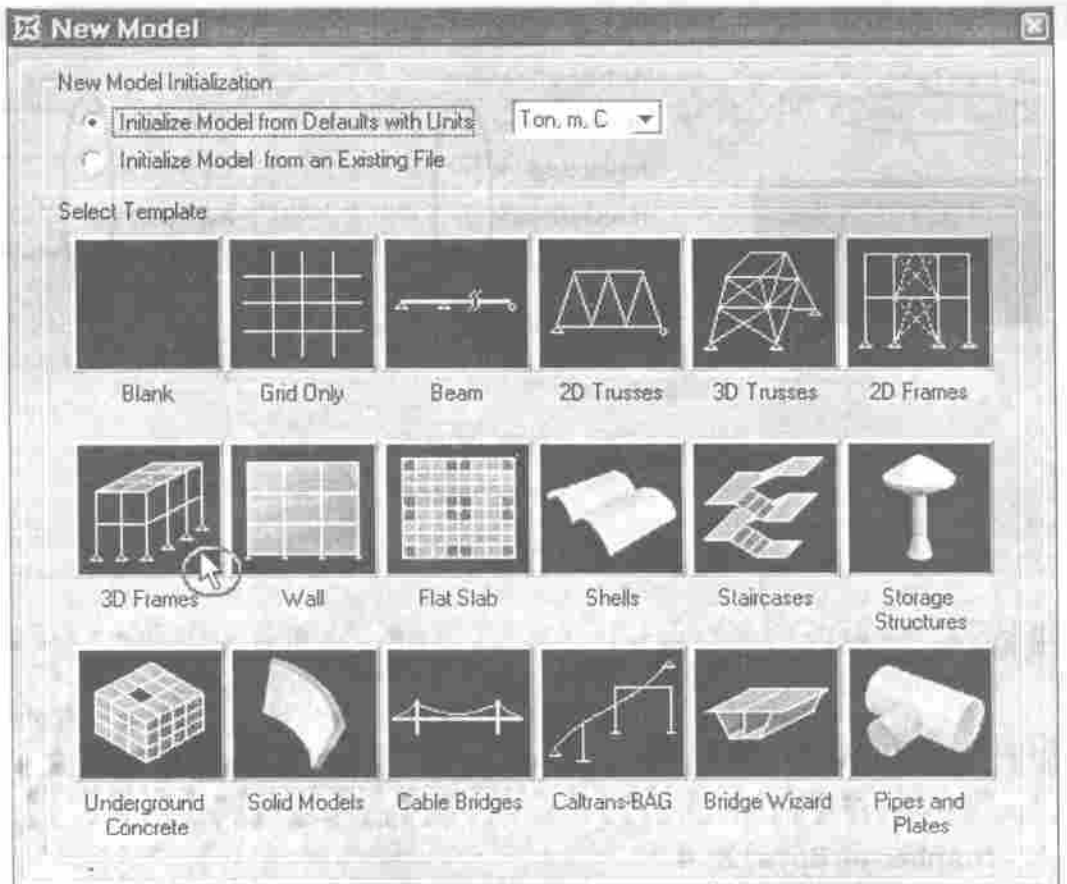 New Model
New Model Initialization
Initialize Model from Defaults with Units
Ton, m, C
Initialize Model from an Existing File
Select Template
Blank
Grid Only
Beam
2D Trusses
3D Trusses
2D Frames
3D Frames
Wall
Flat Slab
Shells
Staircases
Storage
Structures
Underground
Concrete
Solid Models
Cable Bridges
Caltrans-BAG
Bridge Wizard
Pipes and
Plates